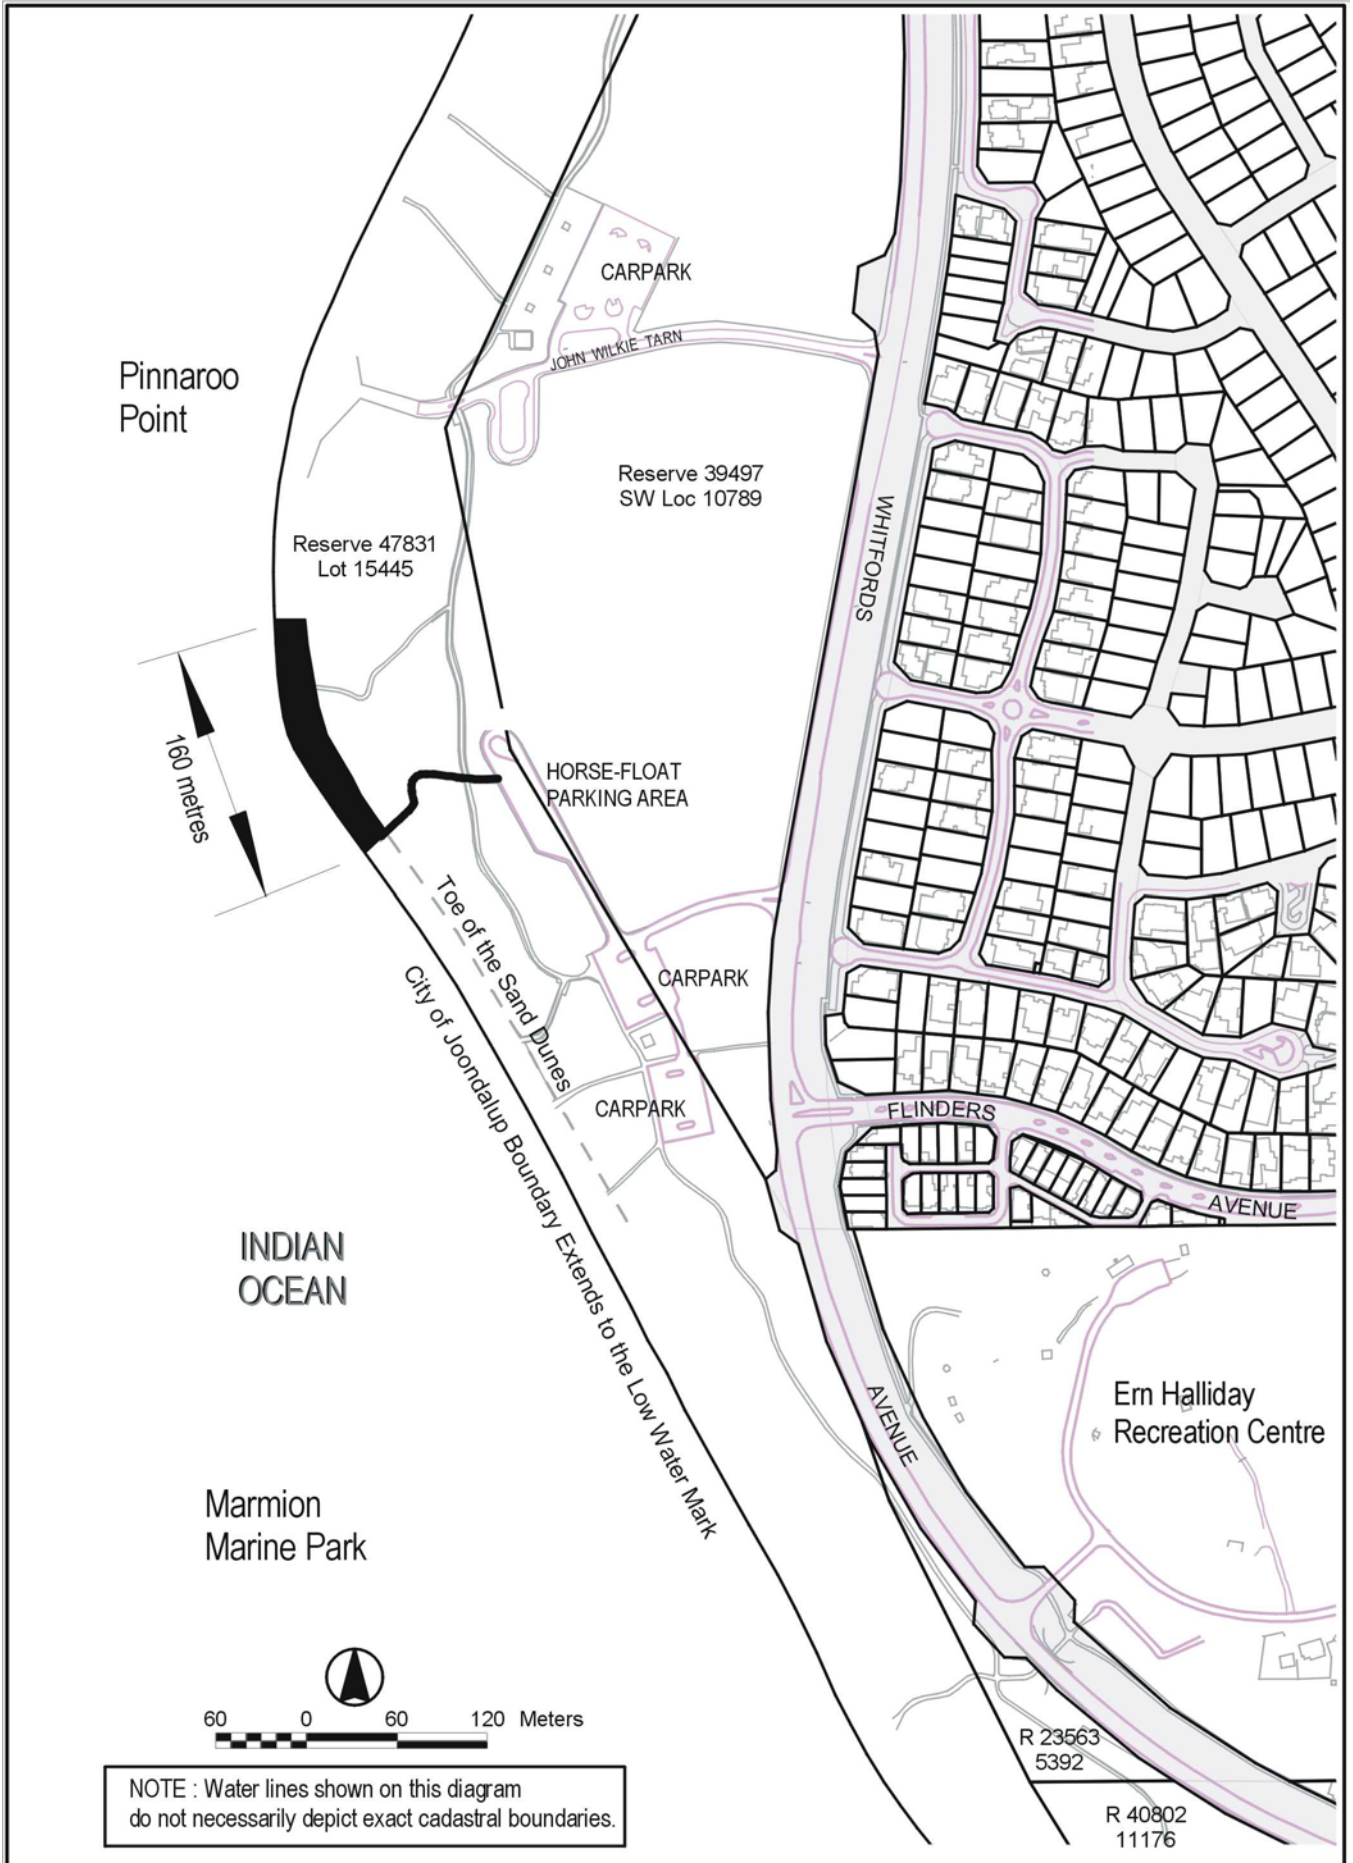 CARPARK
JOHN WILKIE TARN
Pinnaroo
Point
Reserve 39497
SW Loc 10789
WHITFORDS
Reserve 47831
Lot 15445
160 metres
HORSE-FLOAT
PARKING AREA
Toe of the Sand Dunes
CARPARK
City of Joondalup Boundary Extends to the Low Water Mark
CARPARK
FLINDERS
AVENUE
INDIAN
OCEAN
AVENUE
Ern Halliday
Recreation Centre
Marmion
Marine Park
60 0 60 120 Meters
R 23563
5392
NOTE : Water lines shown on this diagram
do not necessarily depict exact cadastral boundaries.
R 40802
11176